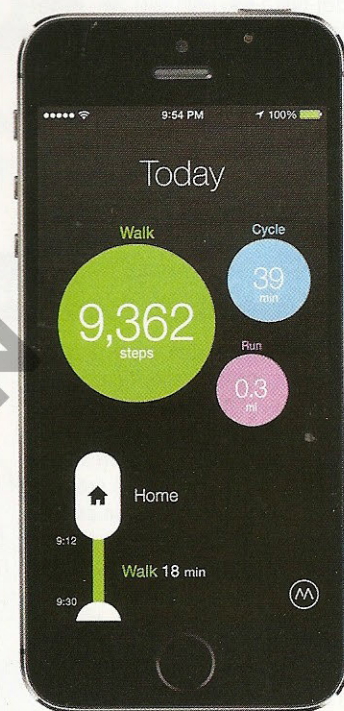 9:54 PM
100%
Today
Walk
9,362
steps
Cycle
39
min
Run
0.3
mi
Home
9:12
Walk 18 min
9:30